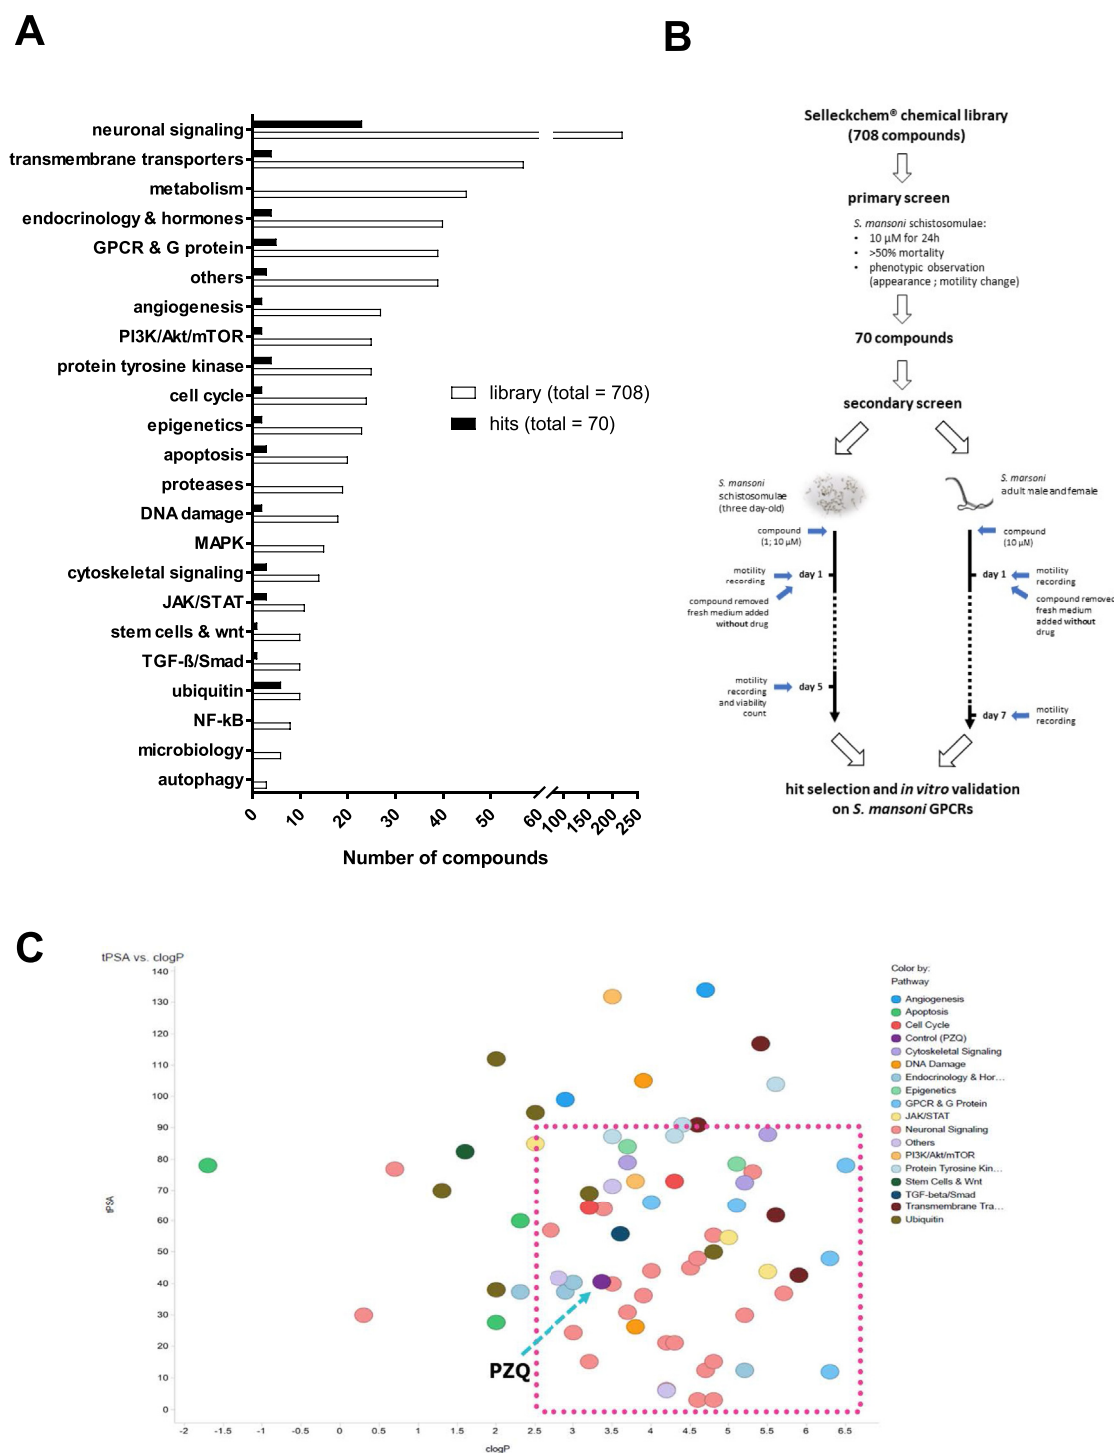 A
neuronal signaling
transmembrane transporters
metabolism
endocrinology & hormones
GPCR & G protein
others
angiogenesis
PI3K/Akt/mTOR
protein tyrosine kinase
cell cycle
epigenetics
apoptosis
proteases
DNA damage
MAPK
cytoskeletal signaling
JAK/STAT
stem cells & wnt
TGF-ß/Smad
ubiquitin
NF-kB
microbiology
autophagy
0 10 20 30 40 50 60 100 150 200 250
Number of compounds
library (total = 708)
hits (total = 70)
B
Selleckchem® chemical library
(708 compounds)
primary screen
S. mansoni schistosomulae:
• 10 µM for 24h
• >50% mortality
• phenotypic observation
(appearance ; motility change)
70 compounds
secondary screen
S. mansoni
schistosomulae
(three day-old)
compound
(1; 10 µM)
motility
recording
day 1
compound removed
fresh medium added
without drug
motility
recording
and viability
count
day 5
S. mansoni
adult male and female
compound
(10 µM)
day 1
motility
recording
compound removed
fresh medium
added without
drug
day 7
motility
recording
hit selection and in vitro validation
on S. mansoni GPCRs
C
tPSA vs. clogP
140
130
120
110
100
90
80
70
60
50
40
30
20
10
0
tPSA
-2 -1.5 -1 -0.5 0 0.5 1 1.5 2 2.5 3 3.5 4 4.5 5 5.5 6 6.5
clogP
PZQ
Color by:
Pathway
Angiogenesis
Apoptosis
Cell Cycle
Control (PZQ)
Cytoskeletal Signaling
DNA Damage
Endocrinology & Hor...
Epigenetics
GPCR & G Protein
JAK/STAT
Neuronal Signaling
Others
PI3K/Akt/mTOR
Protein Tyrosine Kin...
Stem Cells & Wnt
TGF-beta/Smad
Transmembrane Tra...
Ubiquitin